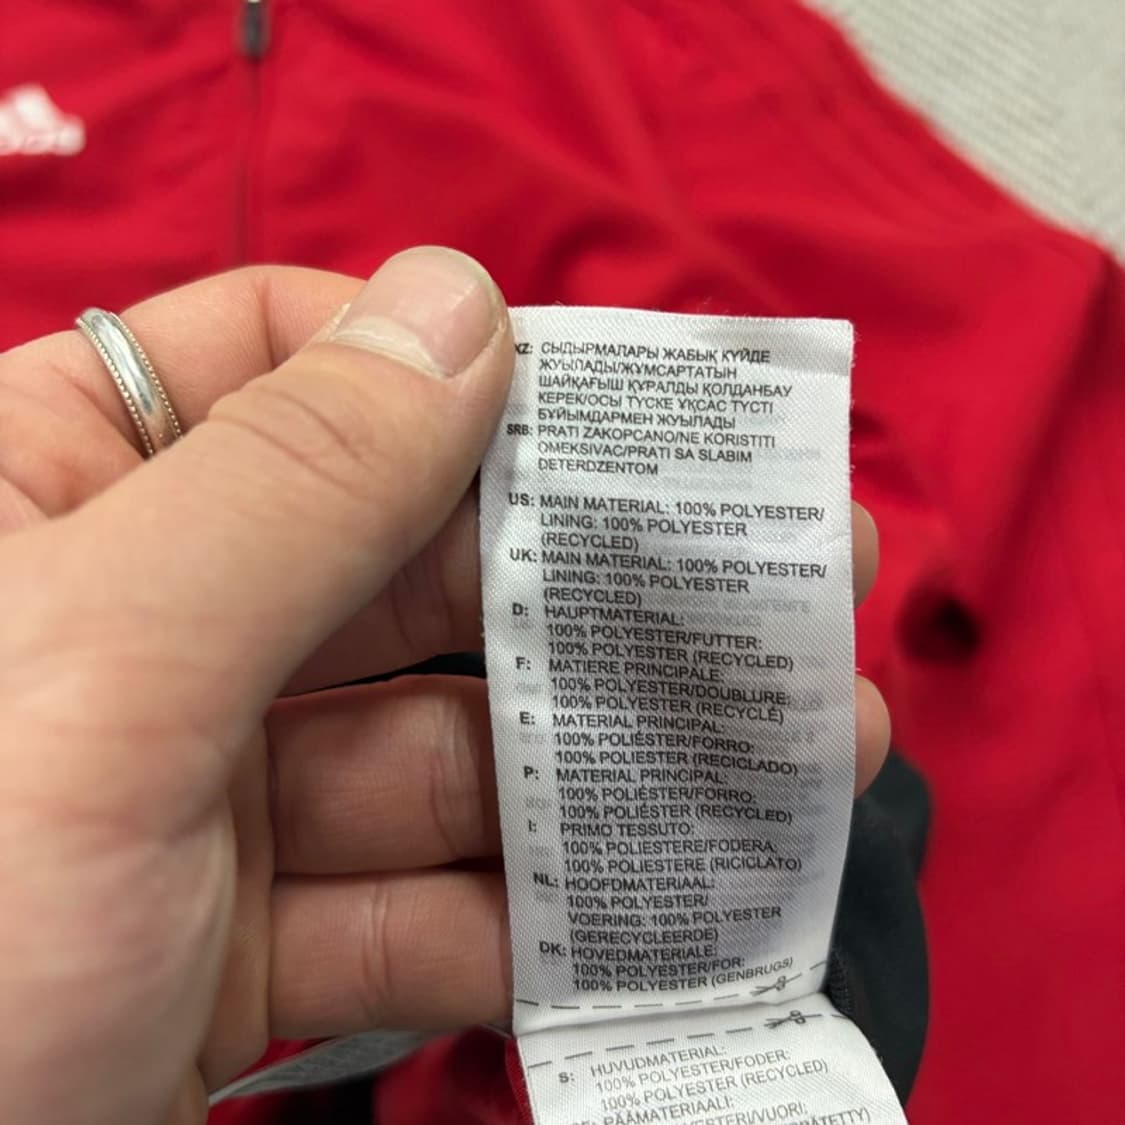 KZ: СЫДЫРМАЛАРЫ ЖАБЫҚ КҮЙДЕ
ЖУЫЛАДЫ/ЖҰМСАРТАТЫН
ШАЙҚАҒЫШ ҚҰРАЛДЫ ҚОЛДАНБАУ
КЕРЕК/ОСЫ ТҮСКЕ ҰҚСАС ТҮСТІ
БҰЙЫМДАРМЕН ЖУЫЛАДЫ
SRB: PRATI ZAKOPCANO/NE KORISTITI
OMEKSIVAC/PRATI SA SLABIM
DETERDZENTOM
US: MAIN MATERIAL: 100% POLYESTER/
LINING: 100% POLYESTER
(RECYCLED)
UK: MAIN MATERIAL: 100% POLYESTER/
LINING: 100% POLYESTER
(RECYCLED)
D: HAUPTMATERIAL:
100% POLYESTER/FUTTER:
100% POLYESTER (RECYCLED)
F: MATIERE PRINCIPALE:
100% POLYESTER/DOUBLURE:
100% POLYESTER (RECYCLÉ)
E: MATERIAL PRINCIPAL:
100% POLIÉSTER/FORRO:
100% POLIESTER (RECICLADO)
P: MATERIAL PRINCIPAL:
100% POLIÉSTER/FORRO:
100% POLIÉSTER (RECYCLED)
I: PRIMO TESSUTO:
100% POLIESTERE/FODERA:
100% POLIESTERE (RICICLATO)
NL: HOOFDMATERIAAL:
100% POLYESTER/
VOERING: 100% POLYESTER
(GERECYCLEERDE)
DK: HOVEDMATERIALE:
100% POLYESTER/FOR:
100% POLYESTER (GENBRUGS)
S: HUVUDMATERIAL:
100% POLYESTER/FODER:
100% POLYESTER (RECYCLED)
PÄÄMATERIAALI: